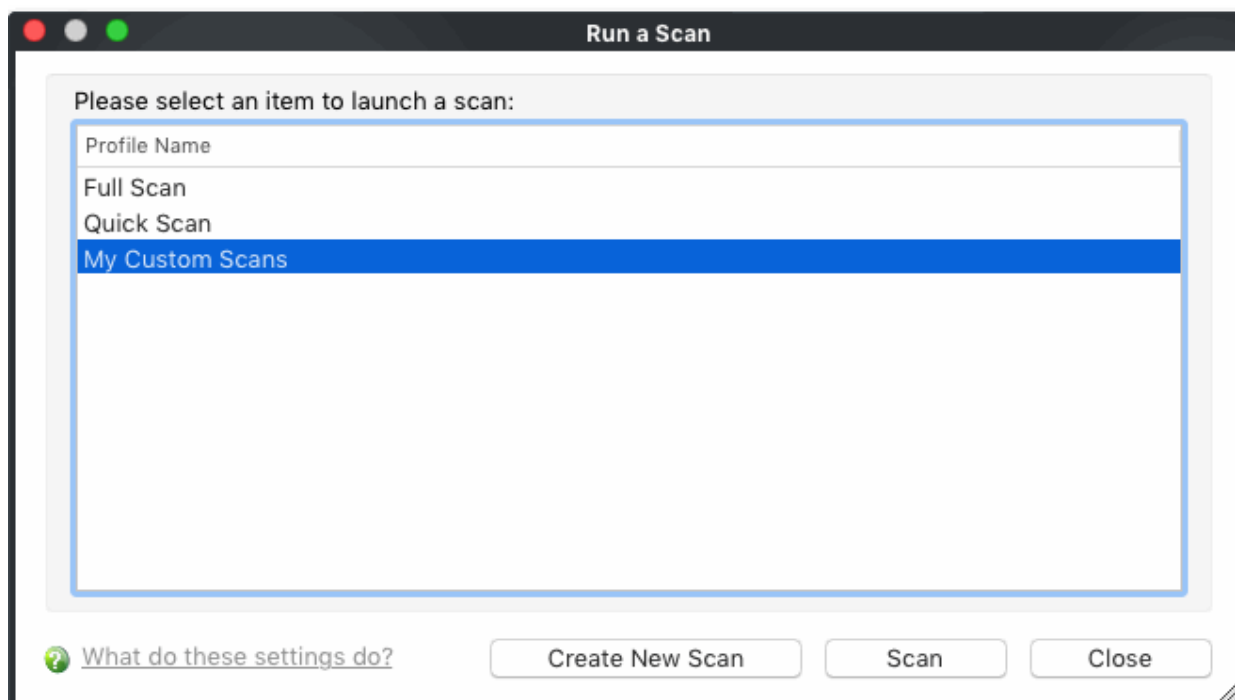 Run a Scan
Please select an item to launch a scan:
Profile Name
Full Scan
Quick Scan
My Custom Scans
What do these settings do?
Create New Scan
Scan
Close